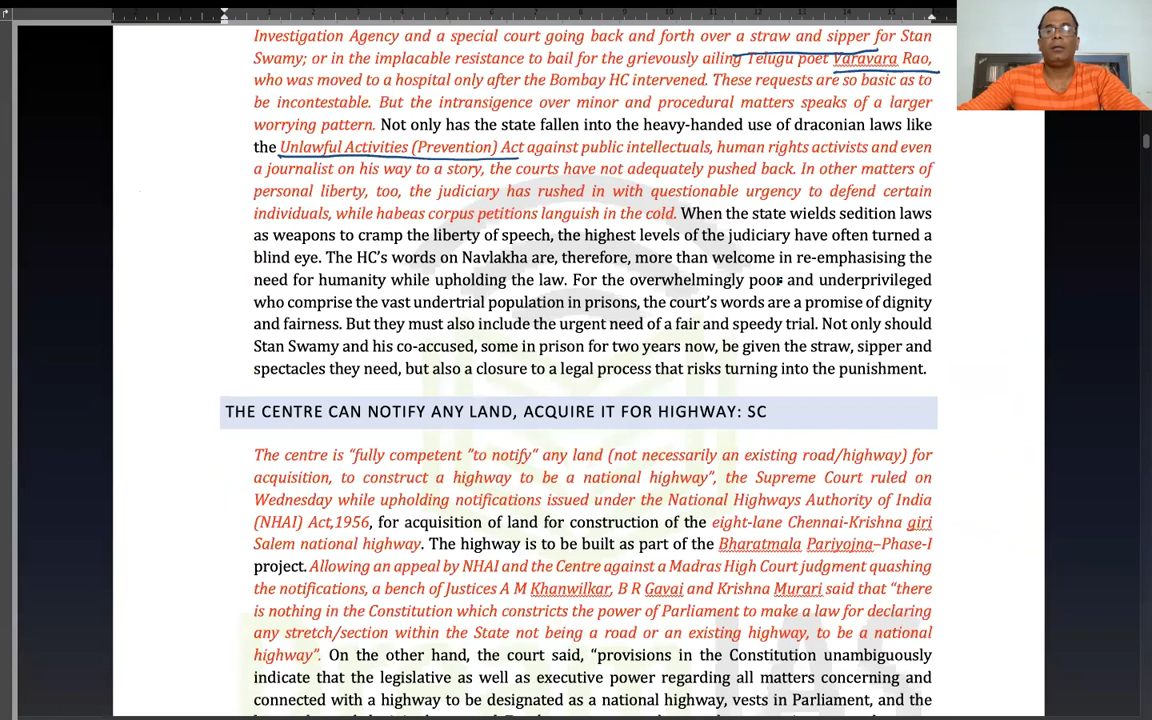 Investigation Agency and a special court going back and forth over a straw and sipper for Stan
Swamy; or in the implacable resistance to bail for the grievously ailing Telugu poet Varavara Rao,
who was moved to a hospital only after the Bombay HC intervened. These requests are so basic as to
be incontestable. But the intransigence over minor and procedural matters speaks of a larger
worrying pattern. Not only has the state fallen into the heavy-handed use of draconian laws like
the Unlawful Activities (Prevention) Act against public intellectuals, human rights activists and even
a journalist on his way to a story, the courts have not adequately pushed back. In other matters of
personal liberty, too, the judiciary has rushed in with questionable urgency to defend certain
individuals, while habeas corpus petitions languish in the cold. When the state wields sedition laws
as weapons to cramp the liberty of speech, the highest levels of the judiciary have often turned a
blind eye. The HC's words on Navlakha are, therefore, more than welcome in re-emphasising the
need for humanity while upholding the law. For the overwhelmingly poor and underprivileged
who comprise the vast undertrial population in prisons, the court's words are a promise of dignity
and fairness. But they must also include the urgent need of a fair and speedy trial. Not only should
Stan Swamy and his co-accused, some in prison for two years now, be given the straw, sipper and
spectacles they need, but also a closure to a legal process that risks turning into the punishment.
THE CENTRE CAN NOTIFY ANY LAND, ACQUIRE IT FOR HIGHWAY: SC
The centre is "fully competent "to notify" any land (not necessarily an existing road/highway) for
acquisition, to construct a highway to be a national highway", the Supreme Court ruled on
Wednesday while upholding notifications issued under the National Highways Authority of India
(NHAI) Act,1956, for acquisition of land for construction of the eight-lane Chennai-Krishna giri
Salem national highway. The highway is to be built as part of the Bharatmala Pariyojna–Phase-I
project. Allowing an appeal by NHAI and the Centre against a Madras High Court judgment quashing
the notifications, a bench of Justices A M Khanwilkar, B R Gavai and Krishna Murari said that "there
is nothing in the Constitution which constricts the power of Parliament to make a law for declaring
any stretch/section within the State not being a road or an existing highway, to be a national
highway". On the other hand, the court said, "provisions in the Constitution unambiguously
indicate that the legislative as well as executive power regarding all matters concerning and
connected with a highway to be designated as a national highway, vests in Parliament, and the